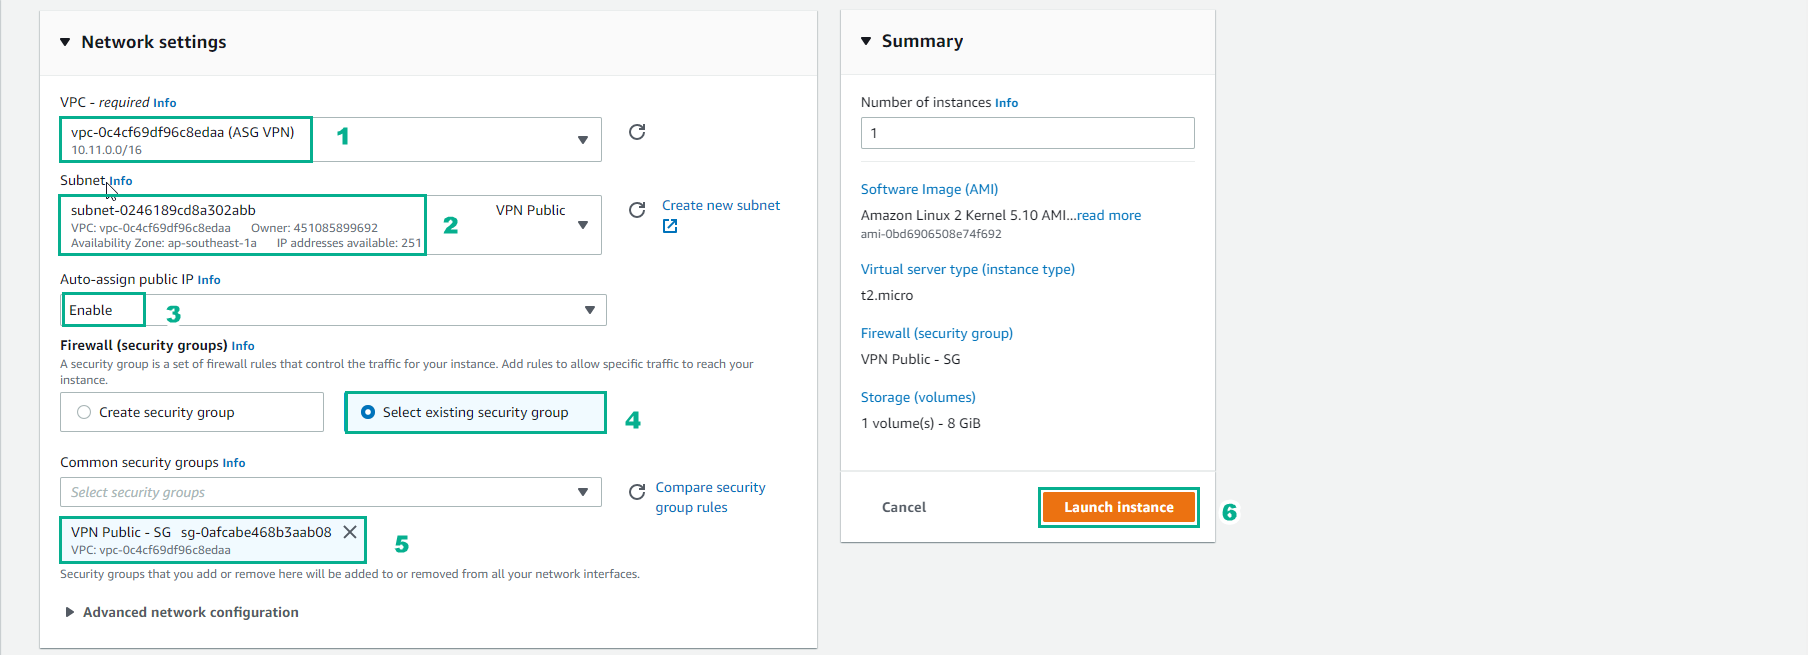 Network settings
VPC - required Info
vpc-0c4cf69df96c8edaa (ASG VPN)
10.11.0.0/16
1
Subnet Info
subnet-0246189cd8a302abb VPN Public
VPC: vpc-0c4cf69df96c8edaa Owner: 451085899692
Availability Zone: ap-southeast-1a IP addresses available: 251
2
Create new subnet
Auto-assign public IP Info
Enable
3
Firewall (security groups) Info
A security group is a set of firewall rules that control the traffic for your instance. Add rules to allow specific traffic to reach your
instance.
Create security group
Select existing security group
4
Common security groups Info
Select security groups
Compare security
group rules
VPN Public - SG sg-0afcabe468b3aab08
VPC: vpc-0c4cf69df96c8edaa
5
Security groups that you add or remove here will be added to or removed from all your network interfaces.
Advanced network configuration
Summary
Number of instances Info
1
Software Image (AMI)
Amazon Linux 2 Kernel 5.10 AMI...read more
ami-0bd6906508e74f692
Virtual server type (instance type)
t2.micro
Firewall (security group)
VPN Public - SG
Storage (volumes)
1 volume(s) - 8 GiB
Cancel
Launch instance
6